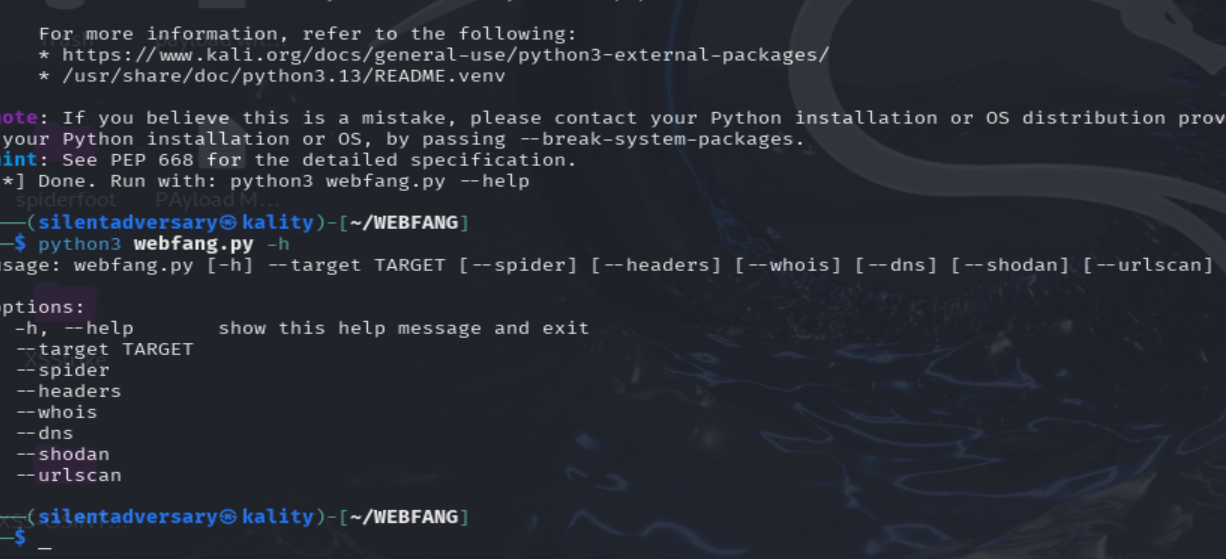 For more information, refer to the following:
* https://www.kali.org/docs/general-use/python3-external-packages/
* /usr/share/doc/python3.13/README.venv
ote: If you believe this is a mistake, please contact your Python installation or OS distribution prov
your Python installation or OS, by passing --break-system-packages.
int: See PEP 668 for the detailed specification.
*] Done. Run with: python3 webfang.py --help
spiderfoot PAyload M...
(silentadversary㉿kality)-[~/WEBFANG]
$ python3 webfang.py -h
usage: webfang.py [-h] --target TARGET [--spider] [--headers] [--whois] [--dns] [--shodan] [--urlscan]
ptions:
-h, --help show this help message and exit
--target TARGET
--spider
--headers
--whois
--dns
--shodan
--urlscan
(silentadversary㉿kality)-[~/WEBFANG]
$ _